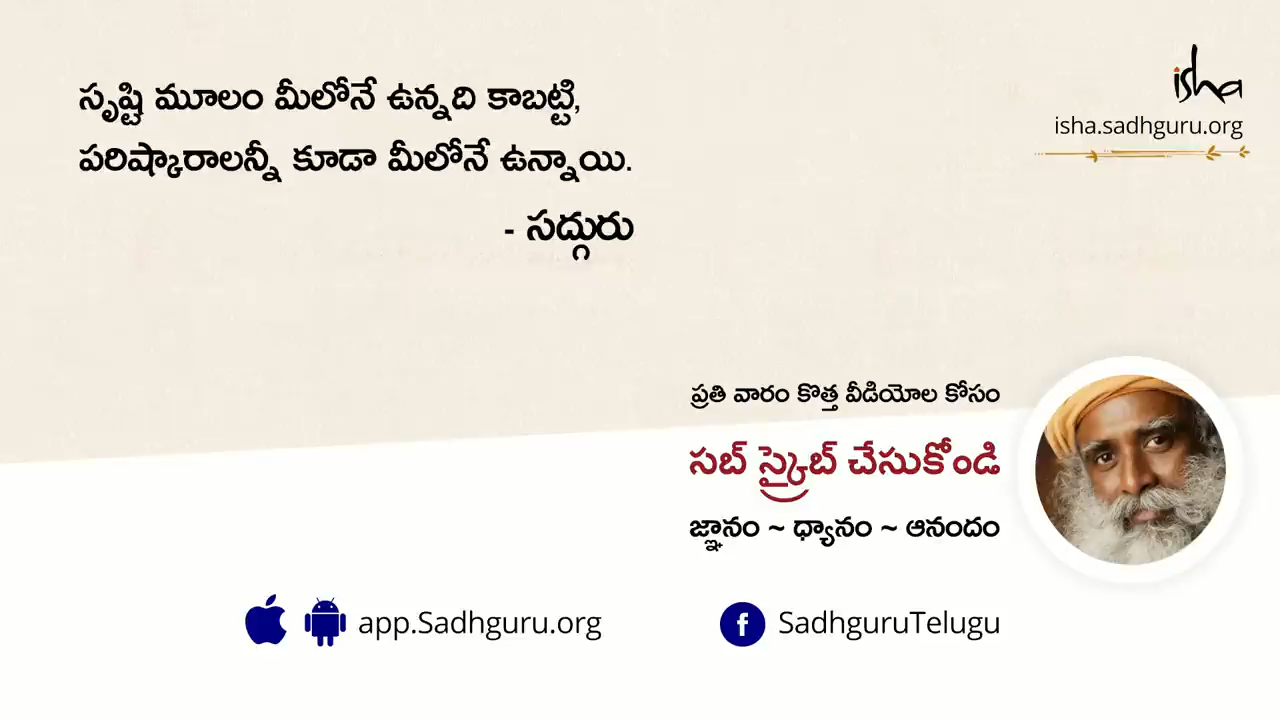 సృష్టి మూలం మీలోనే ఉన్నది కాబట్టి,
పరిష్కారాలన్నీ కూడా మీలోనే ఉన్నాయి.
- సద్గురు
isha
isha.sadhguru.org
ప్రతి వారం కొత్త వీడియోల కోసం
సబ్ స్క్రైబ్ చేసుకోండి
జ్ఞానం ~ ధ్యానం ~ ఆనందం
app.Sadhguru.org
SadhguruTelugu